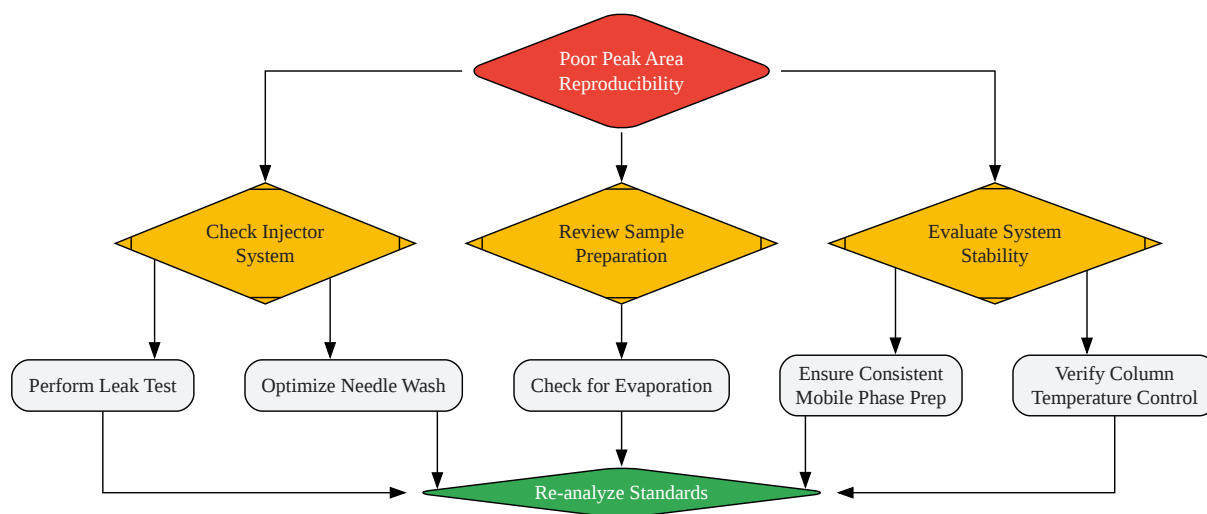 Poor Peak Area
Reproducibility
Check Injector
System
Review Sample
Preparation
Evaluate System
Stability
Perform Leak Test
Optimize Needle Wash
Check for Evaporation
Ensure Consistent
Mobile Phase Prep
Verify Column
Temperature Control
Re-analyze Standards